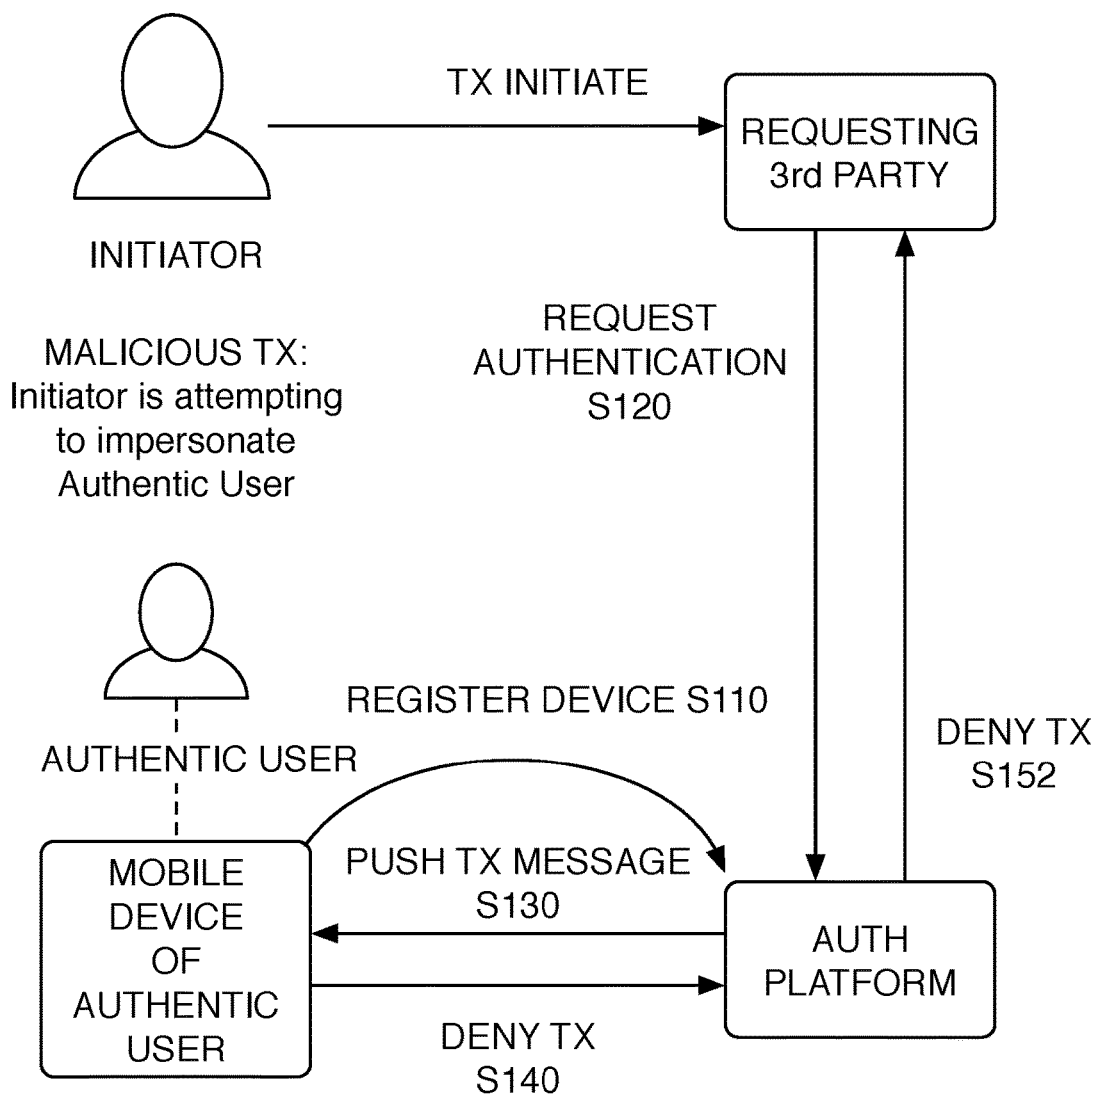 TX INITIATE
REQUESTING
3rd PARTY
INITIATOR
MALICIOUS TX:
Initiator is attempting
to impersonate
Authentic User
REQUEST
AUTHENTICATION
S120
AUTHENTIC USER
REGISTER DEVICE S110
DENY TX
S152
MOBILE
DEVICE
OF
AUTHENTIC
USER
PUSH TX MESSAGE
S130
AUTH
PLATFORM
DENY TX
S140